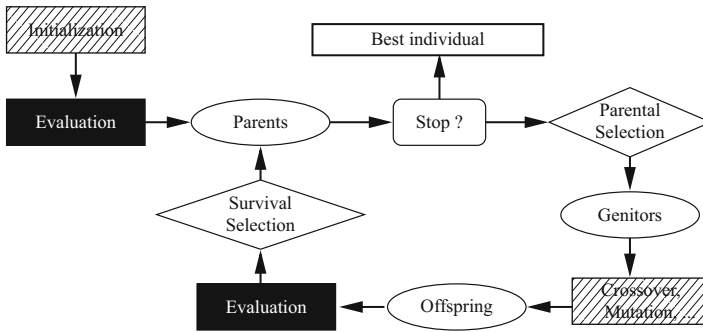 Initialization
Best individual
Evaluation
Parents
Stop ?
Parental
Selection
Survival
Selection
Genitors
Evaluation
Offspring
Crossover,
Mutation, ...